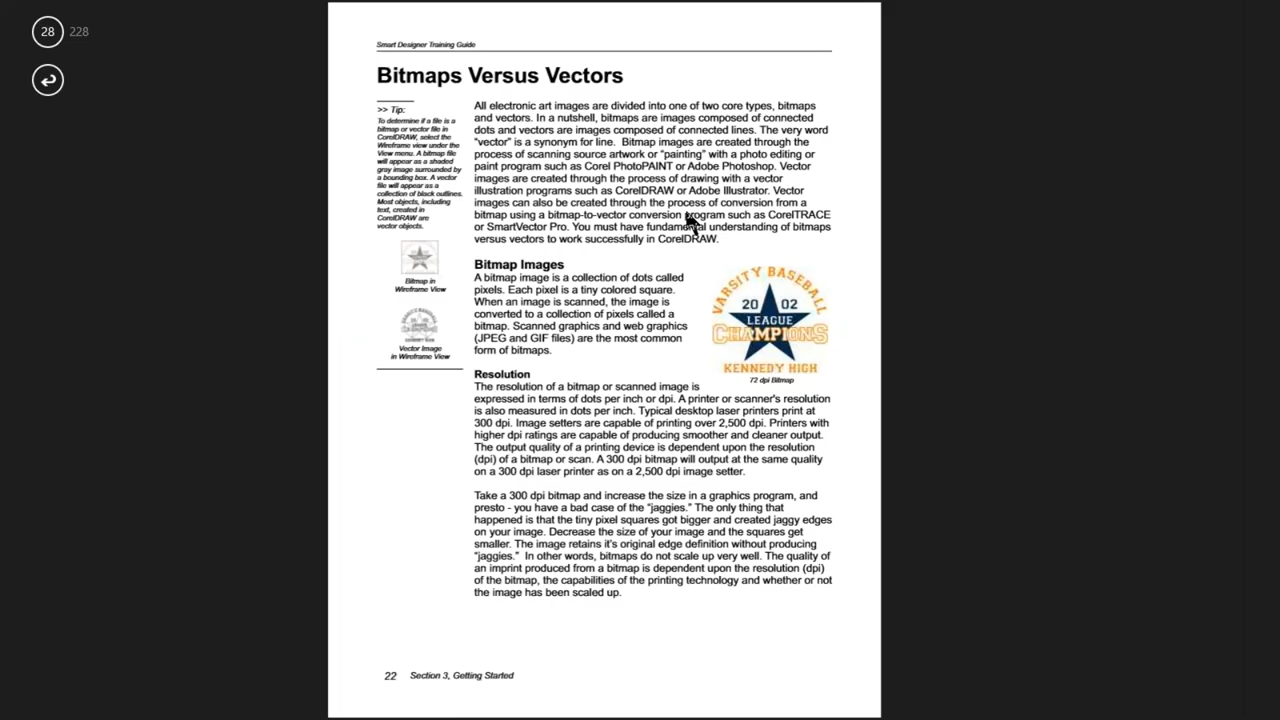 28 228
Smart Designer Training Guide
Bitmaps Versus Vectors
>> Tip:
To determine if a file is a
bitmap or vector file in
CorelDRAW, select the
Wireframe view under the
View menu. A bitmap file
will appear as a shaded
gray image surrounded by
a bounding box. A vector
file will appear as a
collection of black outlines.
Most objects, including
text, created in
CorelDRAW are
vector objects.
Bitmap in
Wireframe View
Vector Image
in Wireframe View
All electronic art images are divided into one of two core types, bitmaps
and vectors. In a nutshell, bitmaps are images composed of connected
dots and vectors are images composed of connected lines. The very word
“vector” is a synonym for line. Bitmap images are created through the
process of scanning source artwork or “painting” with a photo editing or
paint program such as Corel PhotoPAINT or Adobe Photoshop. Vector
images are created through the process of drawing with a vector
illustration programs such as CorelDRAW or Adobe Illustrator. Vector
images can also be created through the process of conversion from a
bitmap using a bitmap-to-vector conversion program such as CorelTRACE
or SmartVector Pro. You must have fundamental understanding of bitmaps
versus vectors to work successfully in CorelDRAW.
Bitmap Images
A bitmap image is a collection of dots called
pixels. Each pixel is a tiny colored square.
When an image is scanned, the image is
converted to a collection of pixels called a
bitmap. Scanned graphics and web graphics
(JPEG and GIF files) are the most common
form of bitmaps.
VARSITY BASEBALL
20 02
LEAGUE
CHAMPIONS
KENNEDY HIGH
72 dpi Bitmap
Resolution
The resolution of a bitmap or scanned image is
expressed in terms of dots per inch or dpi. A printer or scanner's resolution
is also measured in dots per inch. Typical desktop laser printers print at
300 dpi. Image setters are capable of printing over 2,500 dpi. Printers with
higher dpi ratings are capable of producing smoother and cleaner output.
The output quality of a printing device is dependent upon the resolution
(dpi) of a bitmap or scan. A 300 dpi bitmap will output at the same quality
on a 300 dpi laser printer as on a 2,500 dpi image setter.
Take a 300 dpi bitmap and increase the size in a graphics program, and
presto - you have a bad case of the “jaggies.” The only thing that
happened is that the tiny pixel squares got bigger and created jaggy edges
on your image. Decrease the size of your image and the squares get
smaller. The image retains it's original edge definition without producing
“jaggies.” In other words, bitmaps do not scale up very well. The quality of
an imprint produced from a bitmap is dependent upon the resolution (dpi)
of the bitmap, the capabilities of the printing technology and whether or not
the image has been scaled up.
22 Section 3, Getting Started